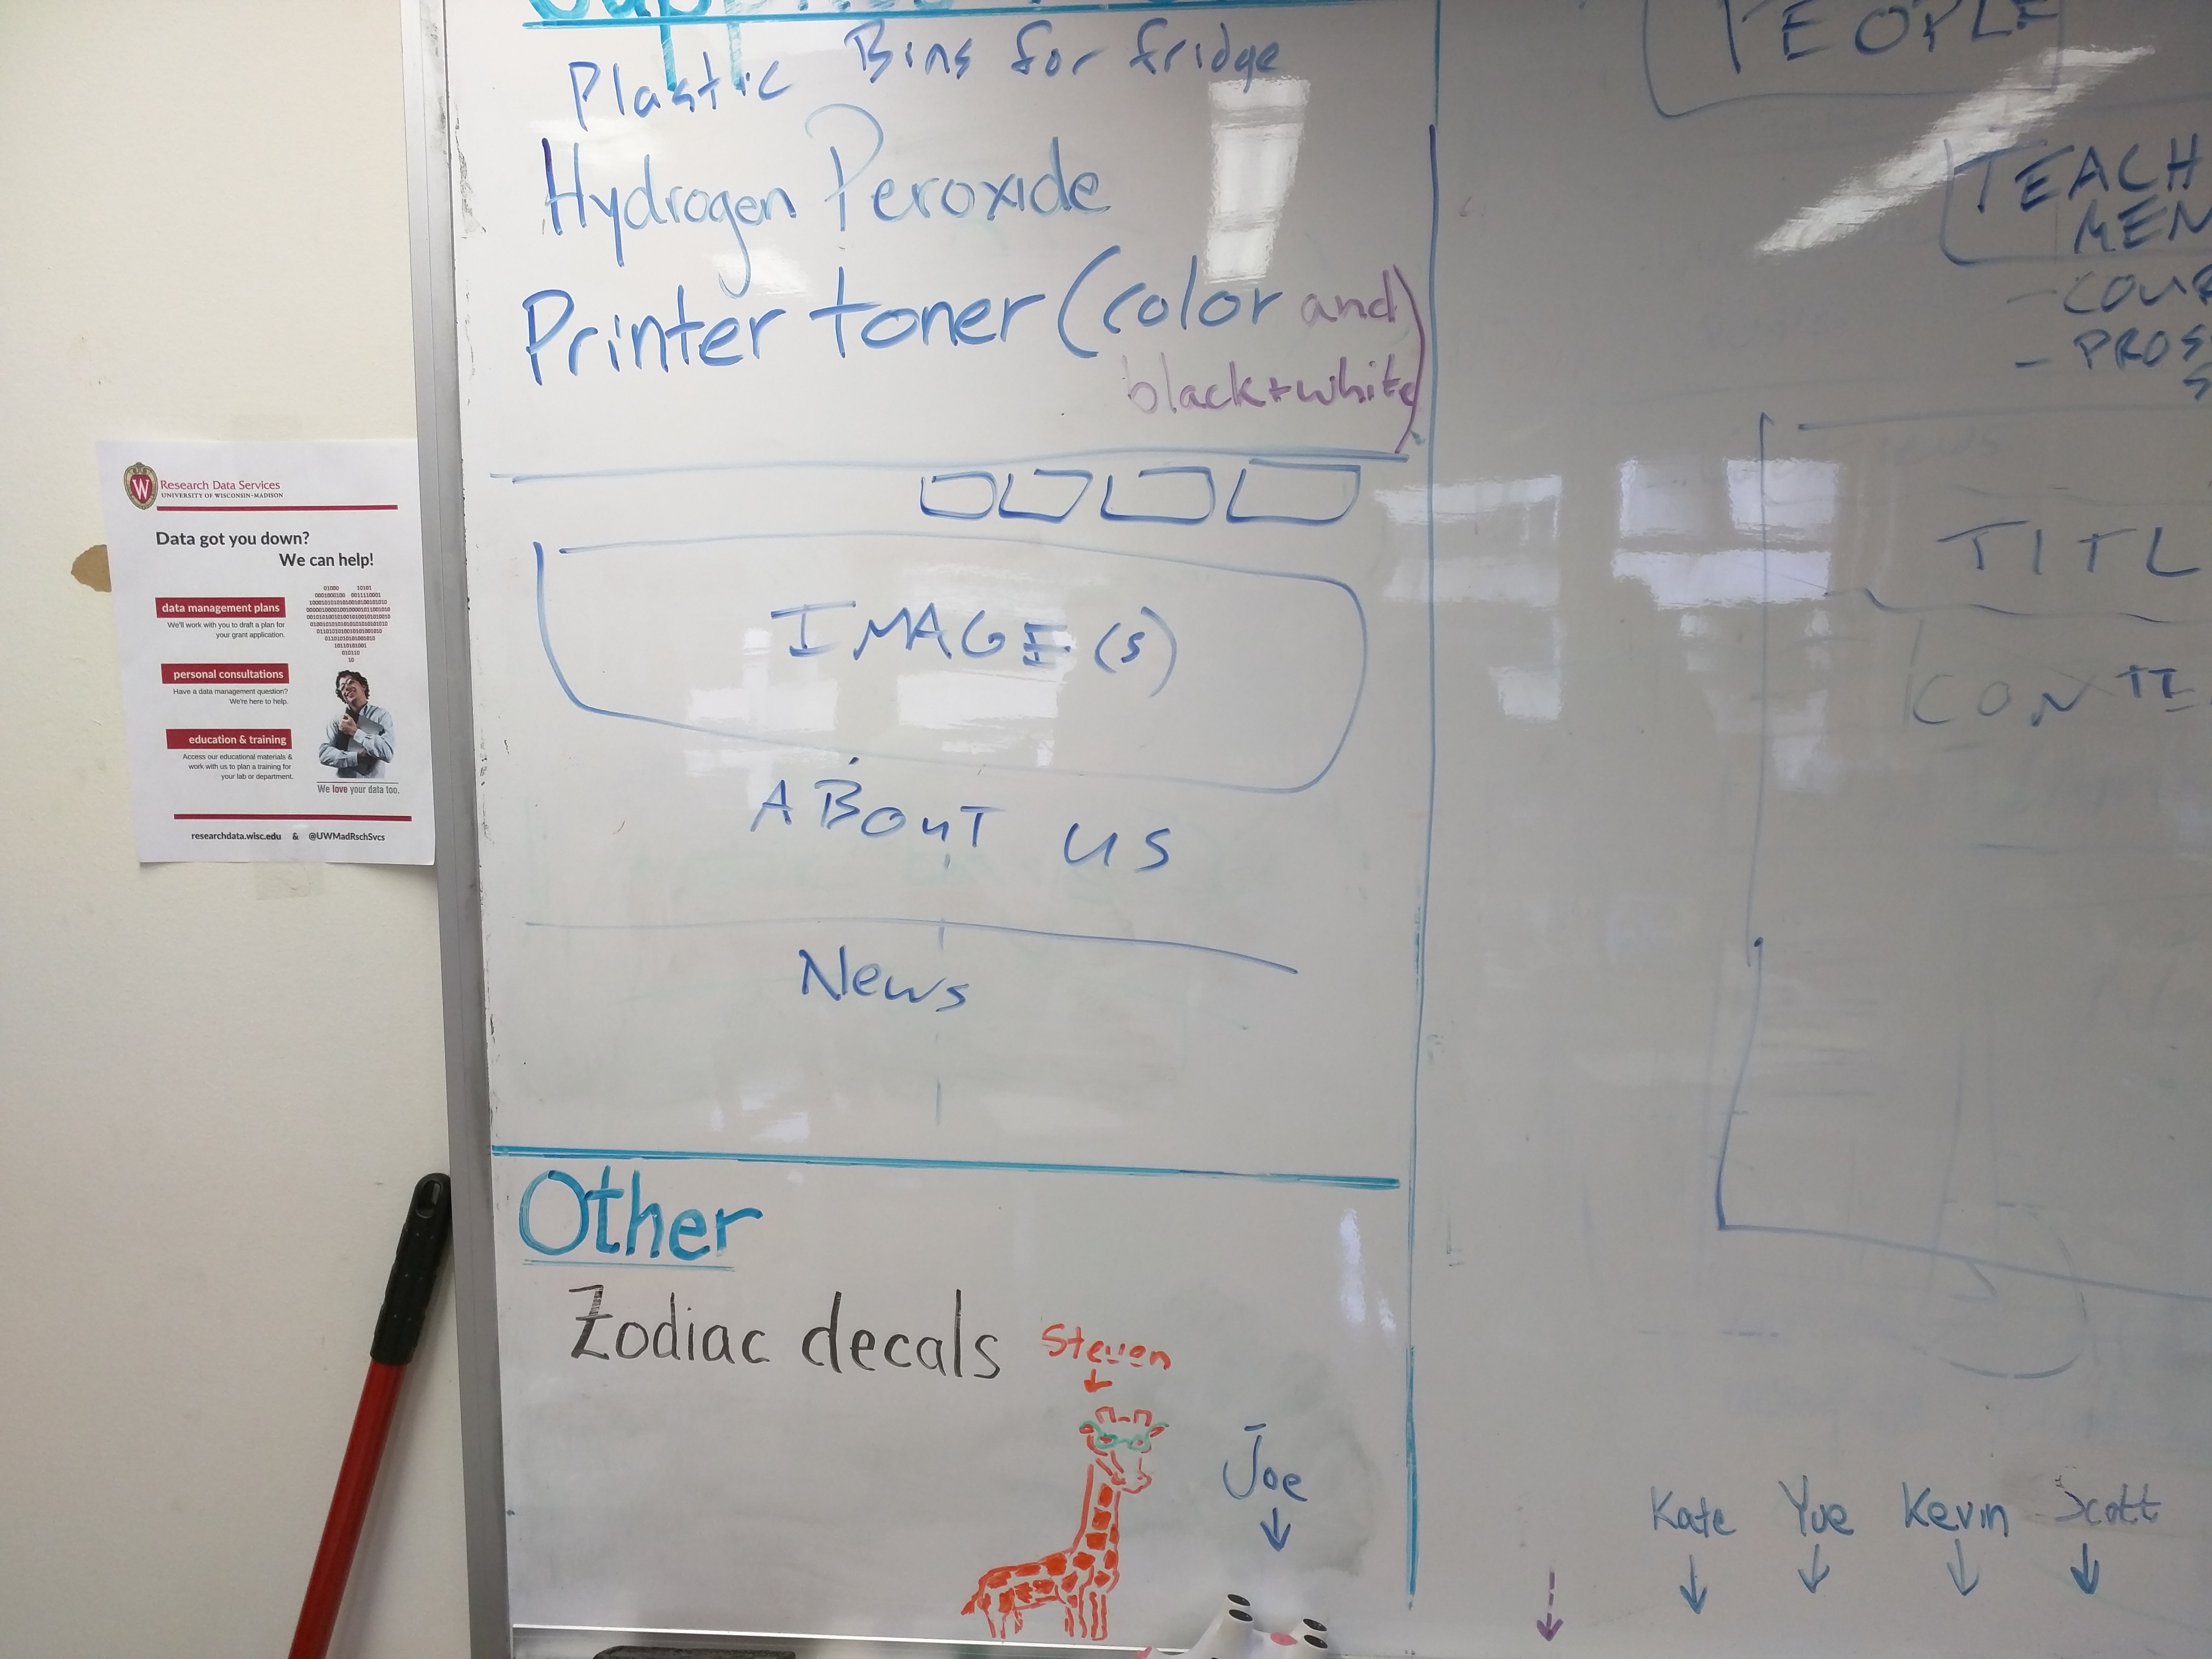 Plastic Bins for fridge
Hydrogen Peroxide
Printer toner (color and
black+white)
IMAGE(S)
ABOUT US
News
Other
Zodiac decals
Steven
Joe
PEOPLE
TEACH
MEN
- COUR
- PROS
S
TITL
CONTE
Kate Yue Kevin Scott
W
Research Data Services
UNIVERSITY OF WISCONSIN-MADISON
Data got you down?
We can help!
data management plans
We'll work with you to draft a plan for
your grant application.
personal consultations
Have a data management question?
We're here to help.
education & training
Access our educational materials &
work with us to plan a training for
your lab or department.
We love your data too.
researchdata.wisc.edu & @UWMadRschSvcs